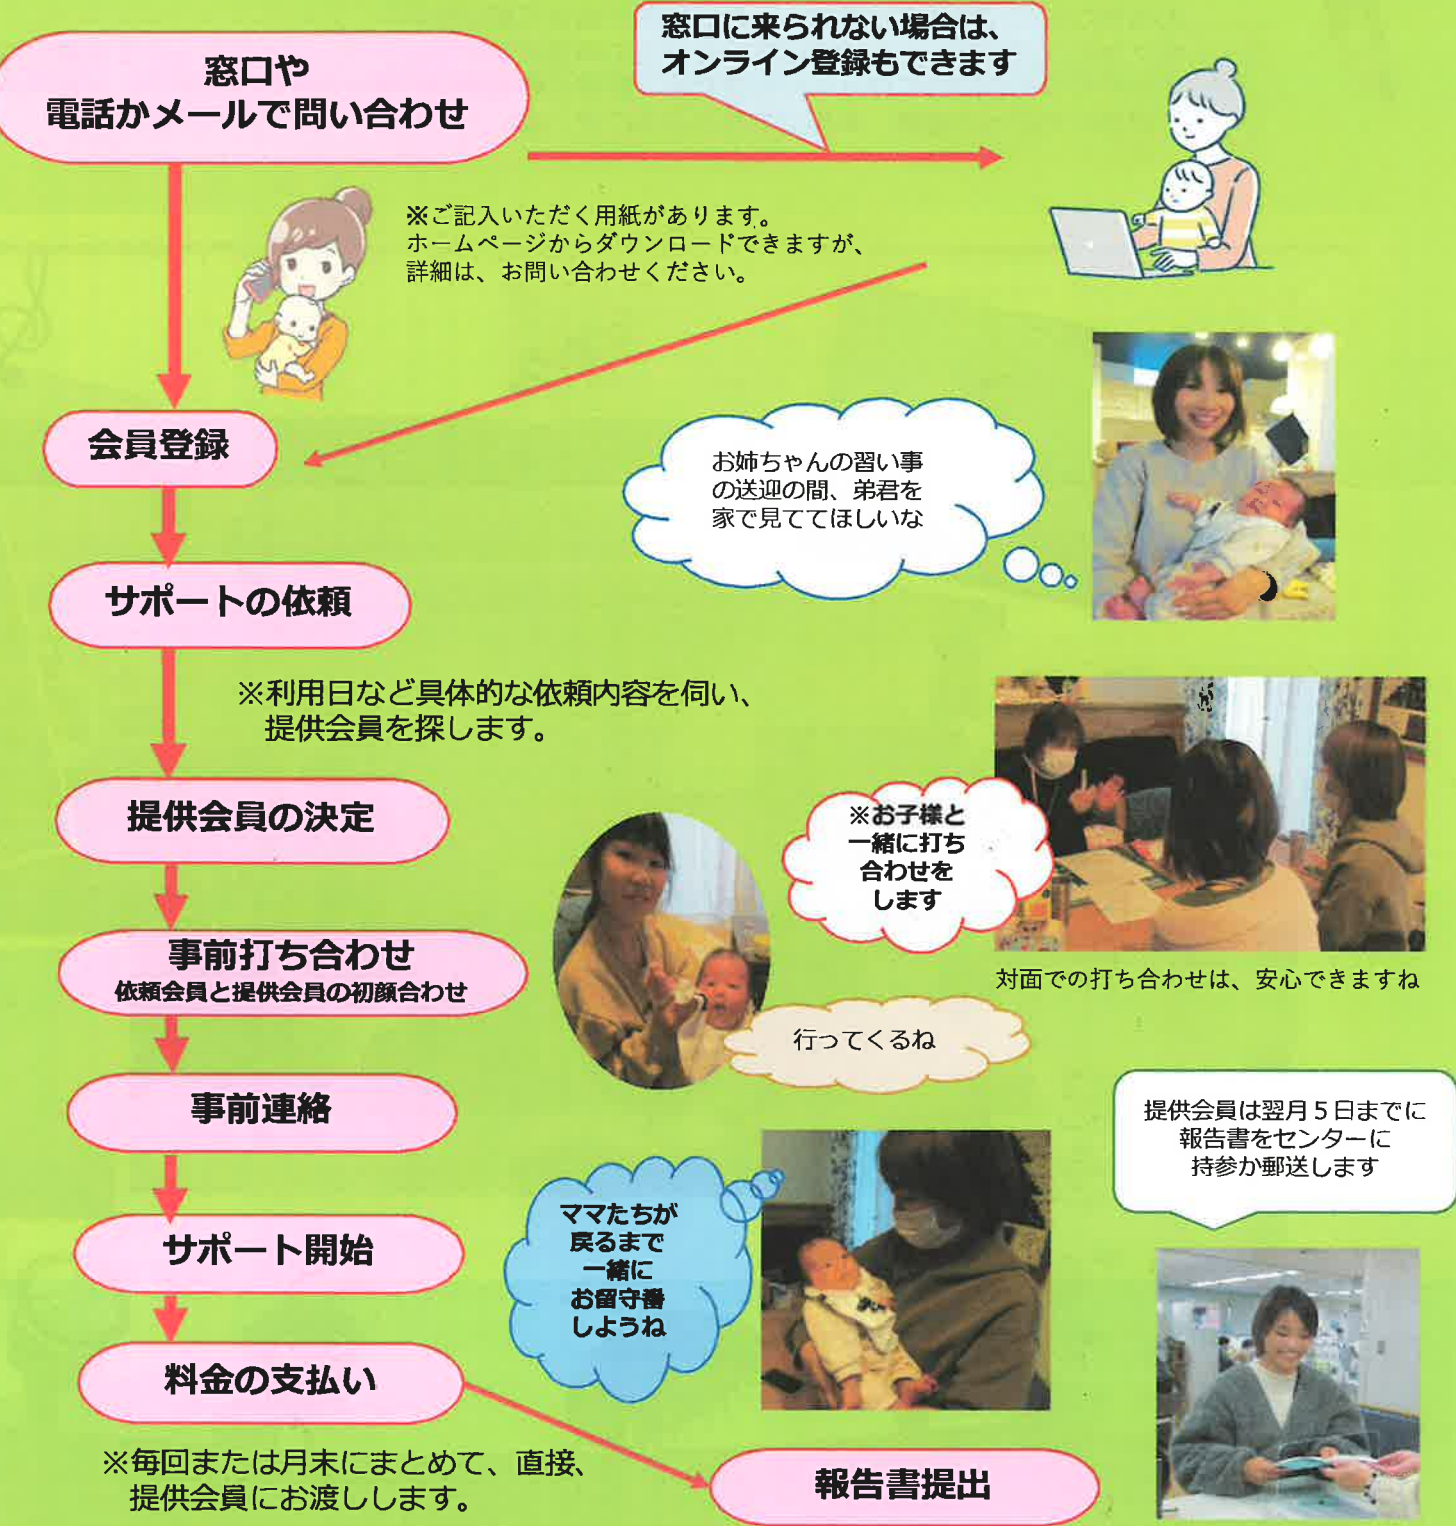 窓口や
電話かメールで問い合わせ
窓口に来られない場合は、
オンライン登録もできます
※ご記入いただく用紙があります。
ホームページからダウンロードできますが、
詳細は、お問い合わせください。
会員登録
お姉ちゃんの習い事
の送迎の間、弟君を
家で見ててほしいな
サポートの依頼
※利用日など具体的な依頼内容を伺い、
提供会員を探します。
提供会員の決定
※お子様と
一緒に打ち
合わせを
します
事前打ち合わせ
依頼会員と提供会員の初顔合わせ
対面での打ち合わせは、安心できますね
行ってくるね
事前連絡
提供会員は翌月5日までに
報告書をセンターに
持参か郵送します
サポート開始
ママたちが
戻るまで
一緒に
お留守番
しようね
料金の支払い
※毎回または月末にまとめて、直接、
提供会員にお渡しします。
報告書提出